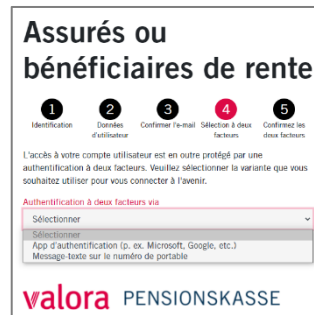 Assurés ou
bénéficiaires de rente
1 2 3 4 5
Identification Données d'utilisateur Confirmer l'e-mail Sélection à deux facteurs Confirmez les deux facteurs
L'accès à votre compte utilisateur est en outre protégé par une
authentification à deux facteurs. Veuillez sélectionner la variante que vous
souhaitez utiliser pour vous connecter à l'avenir.
Authentification à deux facteurs via
Sélectionner
Sélectionner
App d'authentification (p. ex. Microsoft, Google, etc.)
Message-texte sur le numéro de portable
valora PENSIONSKASSE